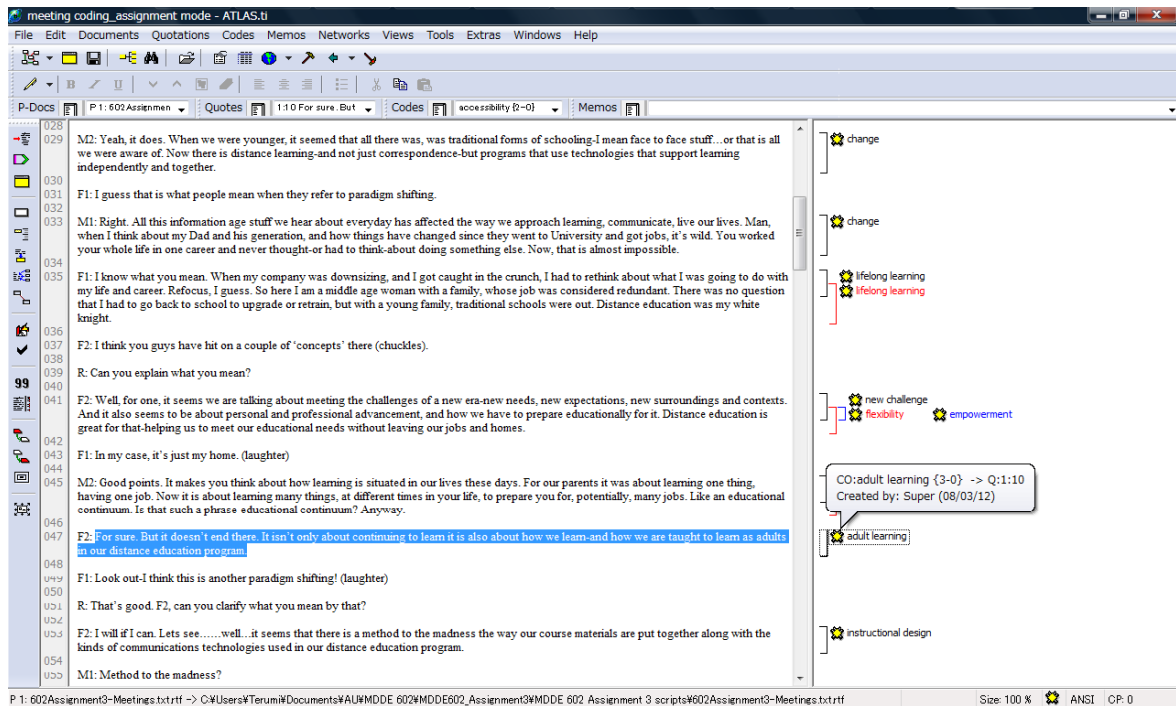 meeting coding_assignment mode - ATLAS.ti
File Edit Documents Quotations Codes Memos Networks Views Tools Extras Windows Help
B I U
P-Docs P 1: 602Assignmen Quotes 1:10 For sure. But Codes accessibility {2-0} Memos
028
029 M2: Yeah, it does. When we were younger, it seemed that all there was, was traditional forms of schooling-I mean face to face stuff…or that is all
we were aware of. Now there is distance learning-and not just correspondence-but programs that use technologies that support learning
independently and together.
change
030
031 F1: I guess that is what people mean when they refer to paradigm shifting.
032
033 M1: Right. All this information age stuff we hear about everyday has affected the way we approach learning, communicate, live our lives. Man,
when I think about my Dad and his generation, and how things have changed since they went to University and got jobs, it's wild. You worked
your whole life in one career and never thought-or had to think-about doing something else. Now, that is almost impossible.
change
034
035 F1: I know what you mean. When my company was downsizing, and I got caught in the crunch, I had to rethink about what I was going to do with
my life and career. Refocus, I guess. So here I am a middle age woman with a family, whose job was considered redundant. There was no question
that I had to go back to school to upgrade or retrain, but with a young family, traditional schools were out. Distance education was my white
knight.
lifelong learning
lifelong learning
036
037 F2: I think you guys have hit on a couple of 'concepts' there (chuckles).
038
039 R: Can you explain what you mean?
040
041 F2: Well, for one, it seems we are talking about meeting the challenges of a new era-new needs, new expectations, new surroundings and contexts.
And it also seems to be about personal and professional advancement, and how we have to prepare educationally for it. Distance education is
great for that-helping us to meet our educational needs without leaving our jobs and homes.
new challenge
flexibility empowerment
042
043 F1: In my case, it's just my home. (laughter)
044
045 M2: Good points. It makes you think about how learning is situated in our lives these days. For our parents it was about learning one thing,
having one job. Now it is about learning many things, at different times in your life, to prepare you for, potentially, many jobs. Like an educational
continuum. Is that such a phrase educational continuum? Anyway.
CO:adult learning {3-0} -> Q:1:10
Created by: Super (08/03/12)
046
047 F2: For sure. But it doesn't end there. It isn't only about continuing to learn it is also about how we learn-and how we are taught to learn as adults
in our distance education program.
adult learning
048
049 F1: Look out-I think this is another paradigm shifting! (laughter)
050
051 R: That's good. F2, can you clarify what you mean by that?
052
053 F2: I will if I can. Lets see……well…it seems that there is a method to the madness the way our course materials are put together along with the
kinds of communications technologies used in our distance education program.
instructional design
054
055 M1: Method to the madness?
99
P 1: 602Assignment3-Meetings.txt.rtf -> C:¥Users¥Terumi¥Documents¥AU¥MDDE 602¥MDDE602_Assignment3¥MDDE 602 Assignment 3 scripts¥602Assignment3-Meetings.txt.rtf Size: 100 % ANSI CP: 0